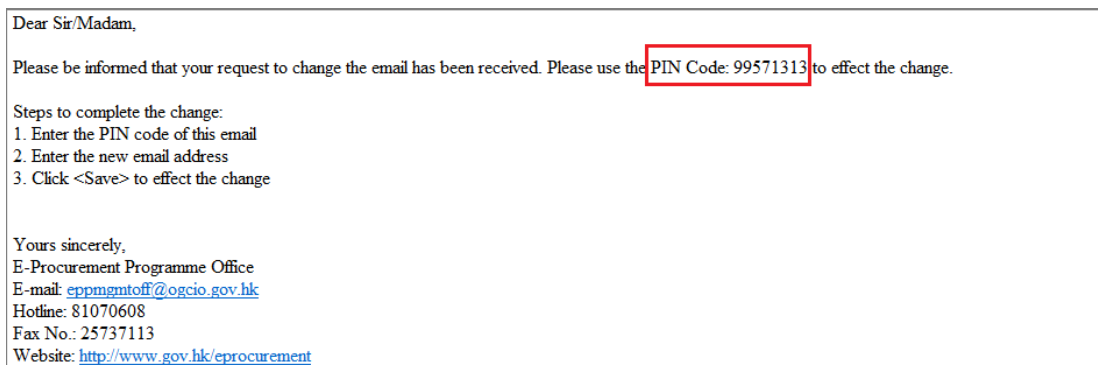 Dear Sir/Madam,
Please be informed that your request to change the email has been received. Please use the PIN Code: 99571313 to effect the change.
Steps to complete the change:
1. Enter the PIN code of this email
2. Enter the new email address
3. Click <Save> to effect the change
Yours sincerely,
E-Procurement Programme Office
E-mail: eppmgmtoff@ogcio.gov.hk
Hotline: 81070608
Fax No.: 25737113
Website: http://www.gov.hk/eprocurement